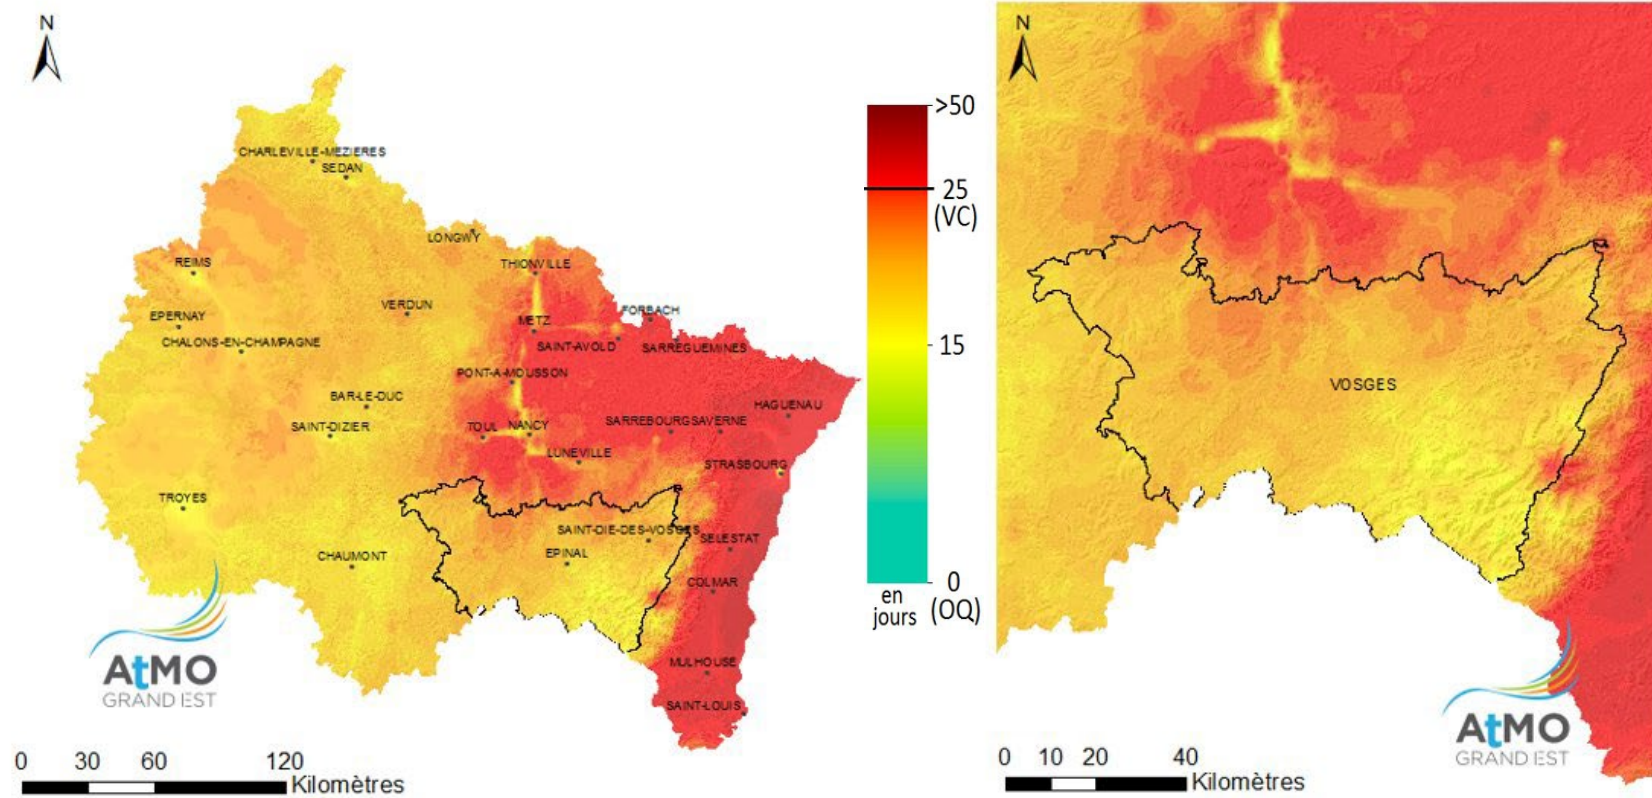 N
CHARLEVILLE-MEZIERES
SEDAN
LONGWY
REIMS
THIONVILLE
EPERNAY
VERDUN
FORBACH
CHALONS-EN-CHAMPAGNE
METZ
SAINT-AVOLD
SARREGUEMINES
PONT-A-MOUSSON
BAR-LE-DUC
HAGUENAU
SAINT-DIZIER
TOUL
NANCY
SARREBOURG
SAVERNE
LUNEVILLE
STRASBOURG
TROYES
SAINT-DIE-DES-VOSGES
SELESTAT
CHAUMONT
EPINAL
COLMAR
MULHOUSE
SAINT-LOUIS
AtMO
GRAND EST
0 30 60 120
Kilomètres
>50
25
(VC)
15
0
(OQ)
en
jours
N
VOSGES
AtMO
GRAND EST
0 10 20 40
Kilomètres